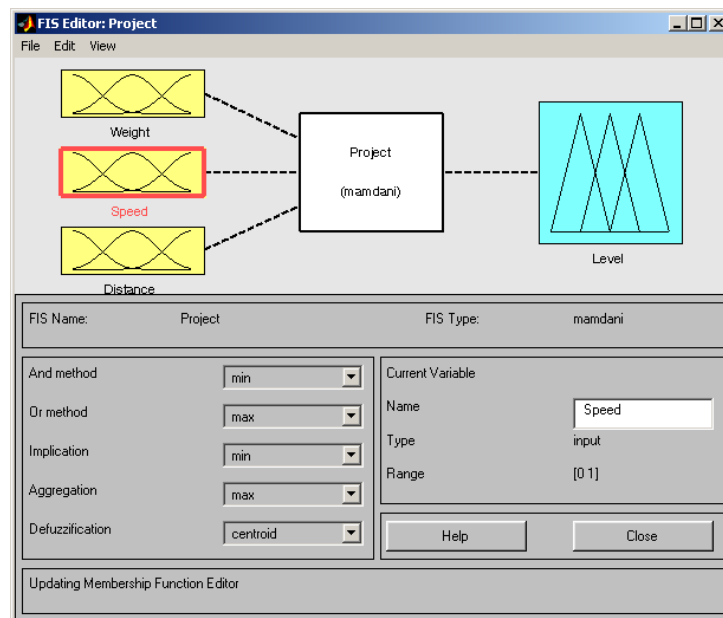 FIS Editor: Project
File Edit View
Weight
Speed
Distance
Project
(mamdani)
Level
FIS Name: Project FIS Type: mamdani
And method min
Or method max
Implication min
Aggregation max
Defuzzification centroid
Current Variable
Name Speed
Type input
Range [0 1]
Help Close
Updating Membership Function Editor